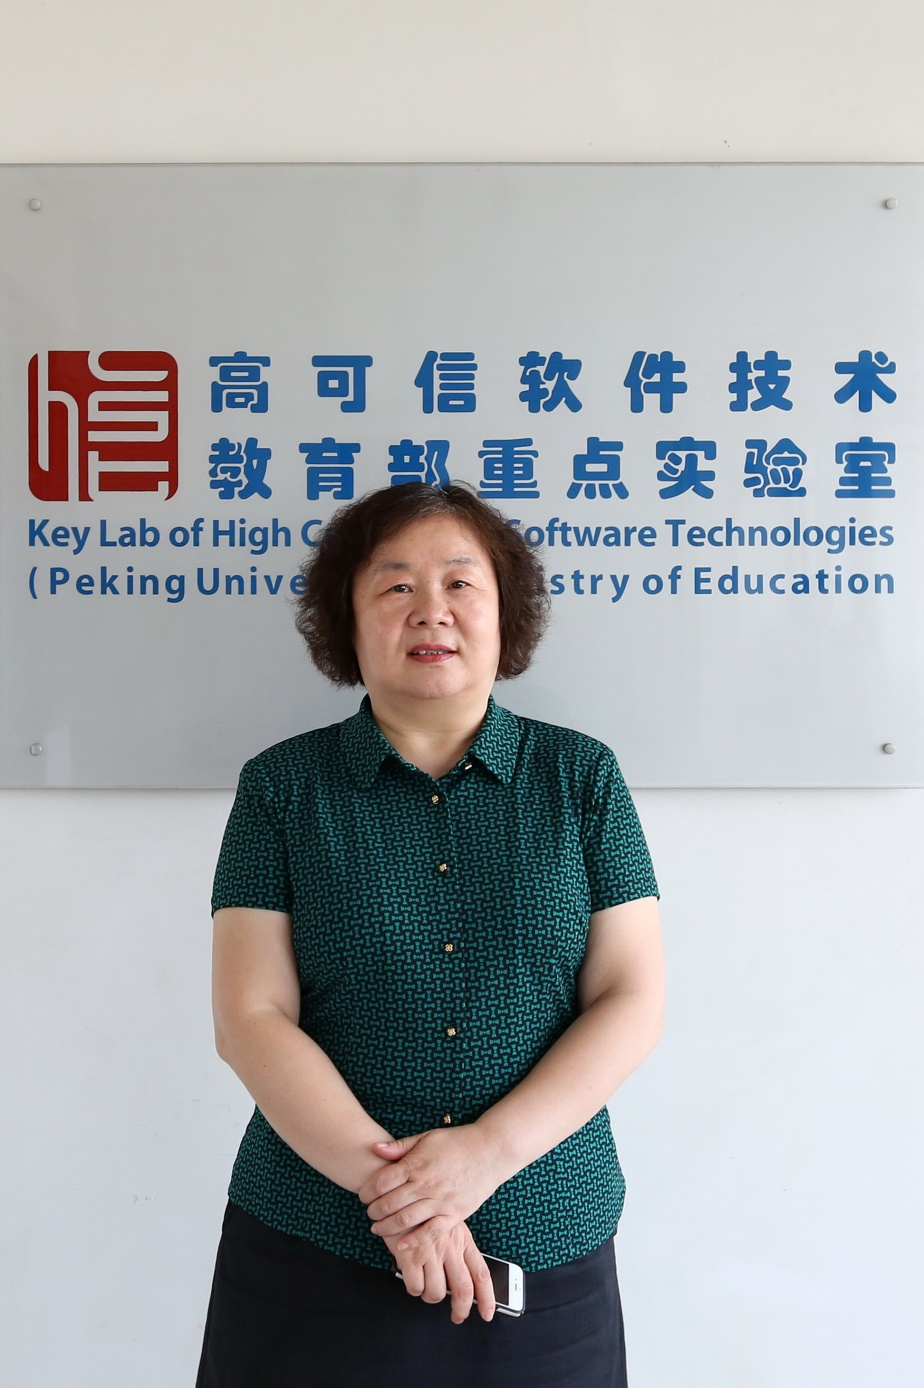 高可信软件技术
教育部重点实验室
Key Lab of High Software Technologies
(Peking stry of Education